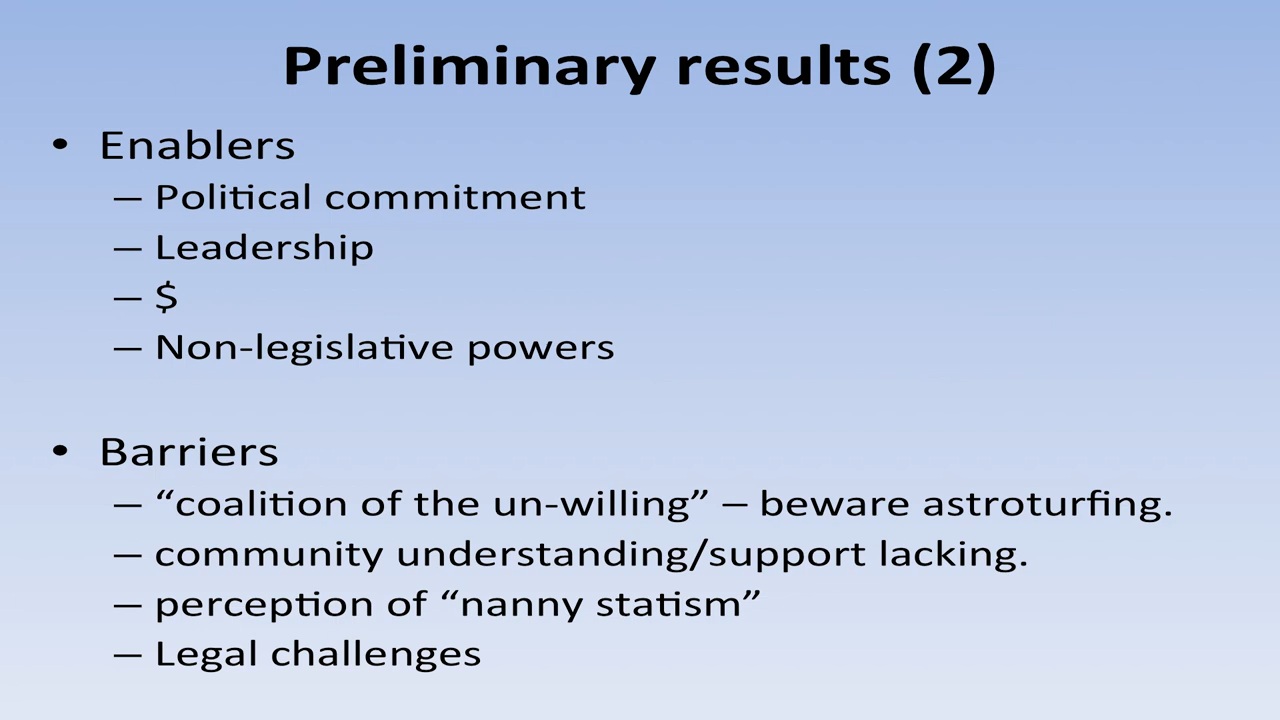 Preliminary results (2)
• Enablers
– Political commitment
– Leadership
– $
– Non-legislative powers
• Barriers
– “coalition of the un-willing” – beware astroturfing.
– community understanding/support lacking.
– perception of “nanny statism”
– Legal challenges